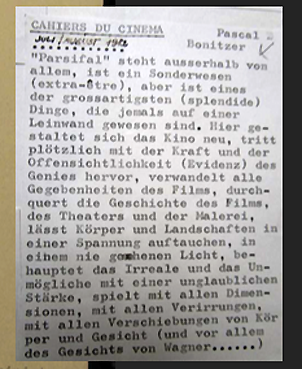 CAHIERS DU CINEMA
Pascal
JULI/AUGUST 1982
Bonitzer
"Parsifal" steht ausserhalb von
allem, ist ein Sonderwesen
(extra-être), aber ist eines
der grossartigsten (splendide)
Dinge, die jemals auf einer
Leinwand gewesen sind. Hier ge-
staltet sich das Kino neu, tritt
plötzlich mit der Kraft und der
Offensichtlichkeit (Evidenz) des
Genies hervor, verwandelt alle
Gegebenheiten des Films, durch-
quert die Geschichte des Films,
des Theaters und der Malerei,
lässt Körper und Landschaften in
einer Spannung auftauchen, in
eihem nie gesehenen Licht, be-
hauptet das Irreale und das Un-
mögliche mit einer unglaublichen
Stärke, spielt mit allen Dimen-
sionen, mit allen Verirrungen,
mit allen Verschiebungen von Kör
per und Gesicht (und vor allem
des Gesichts von Wagner......)